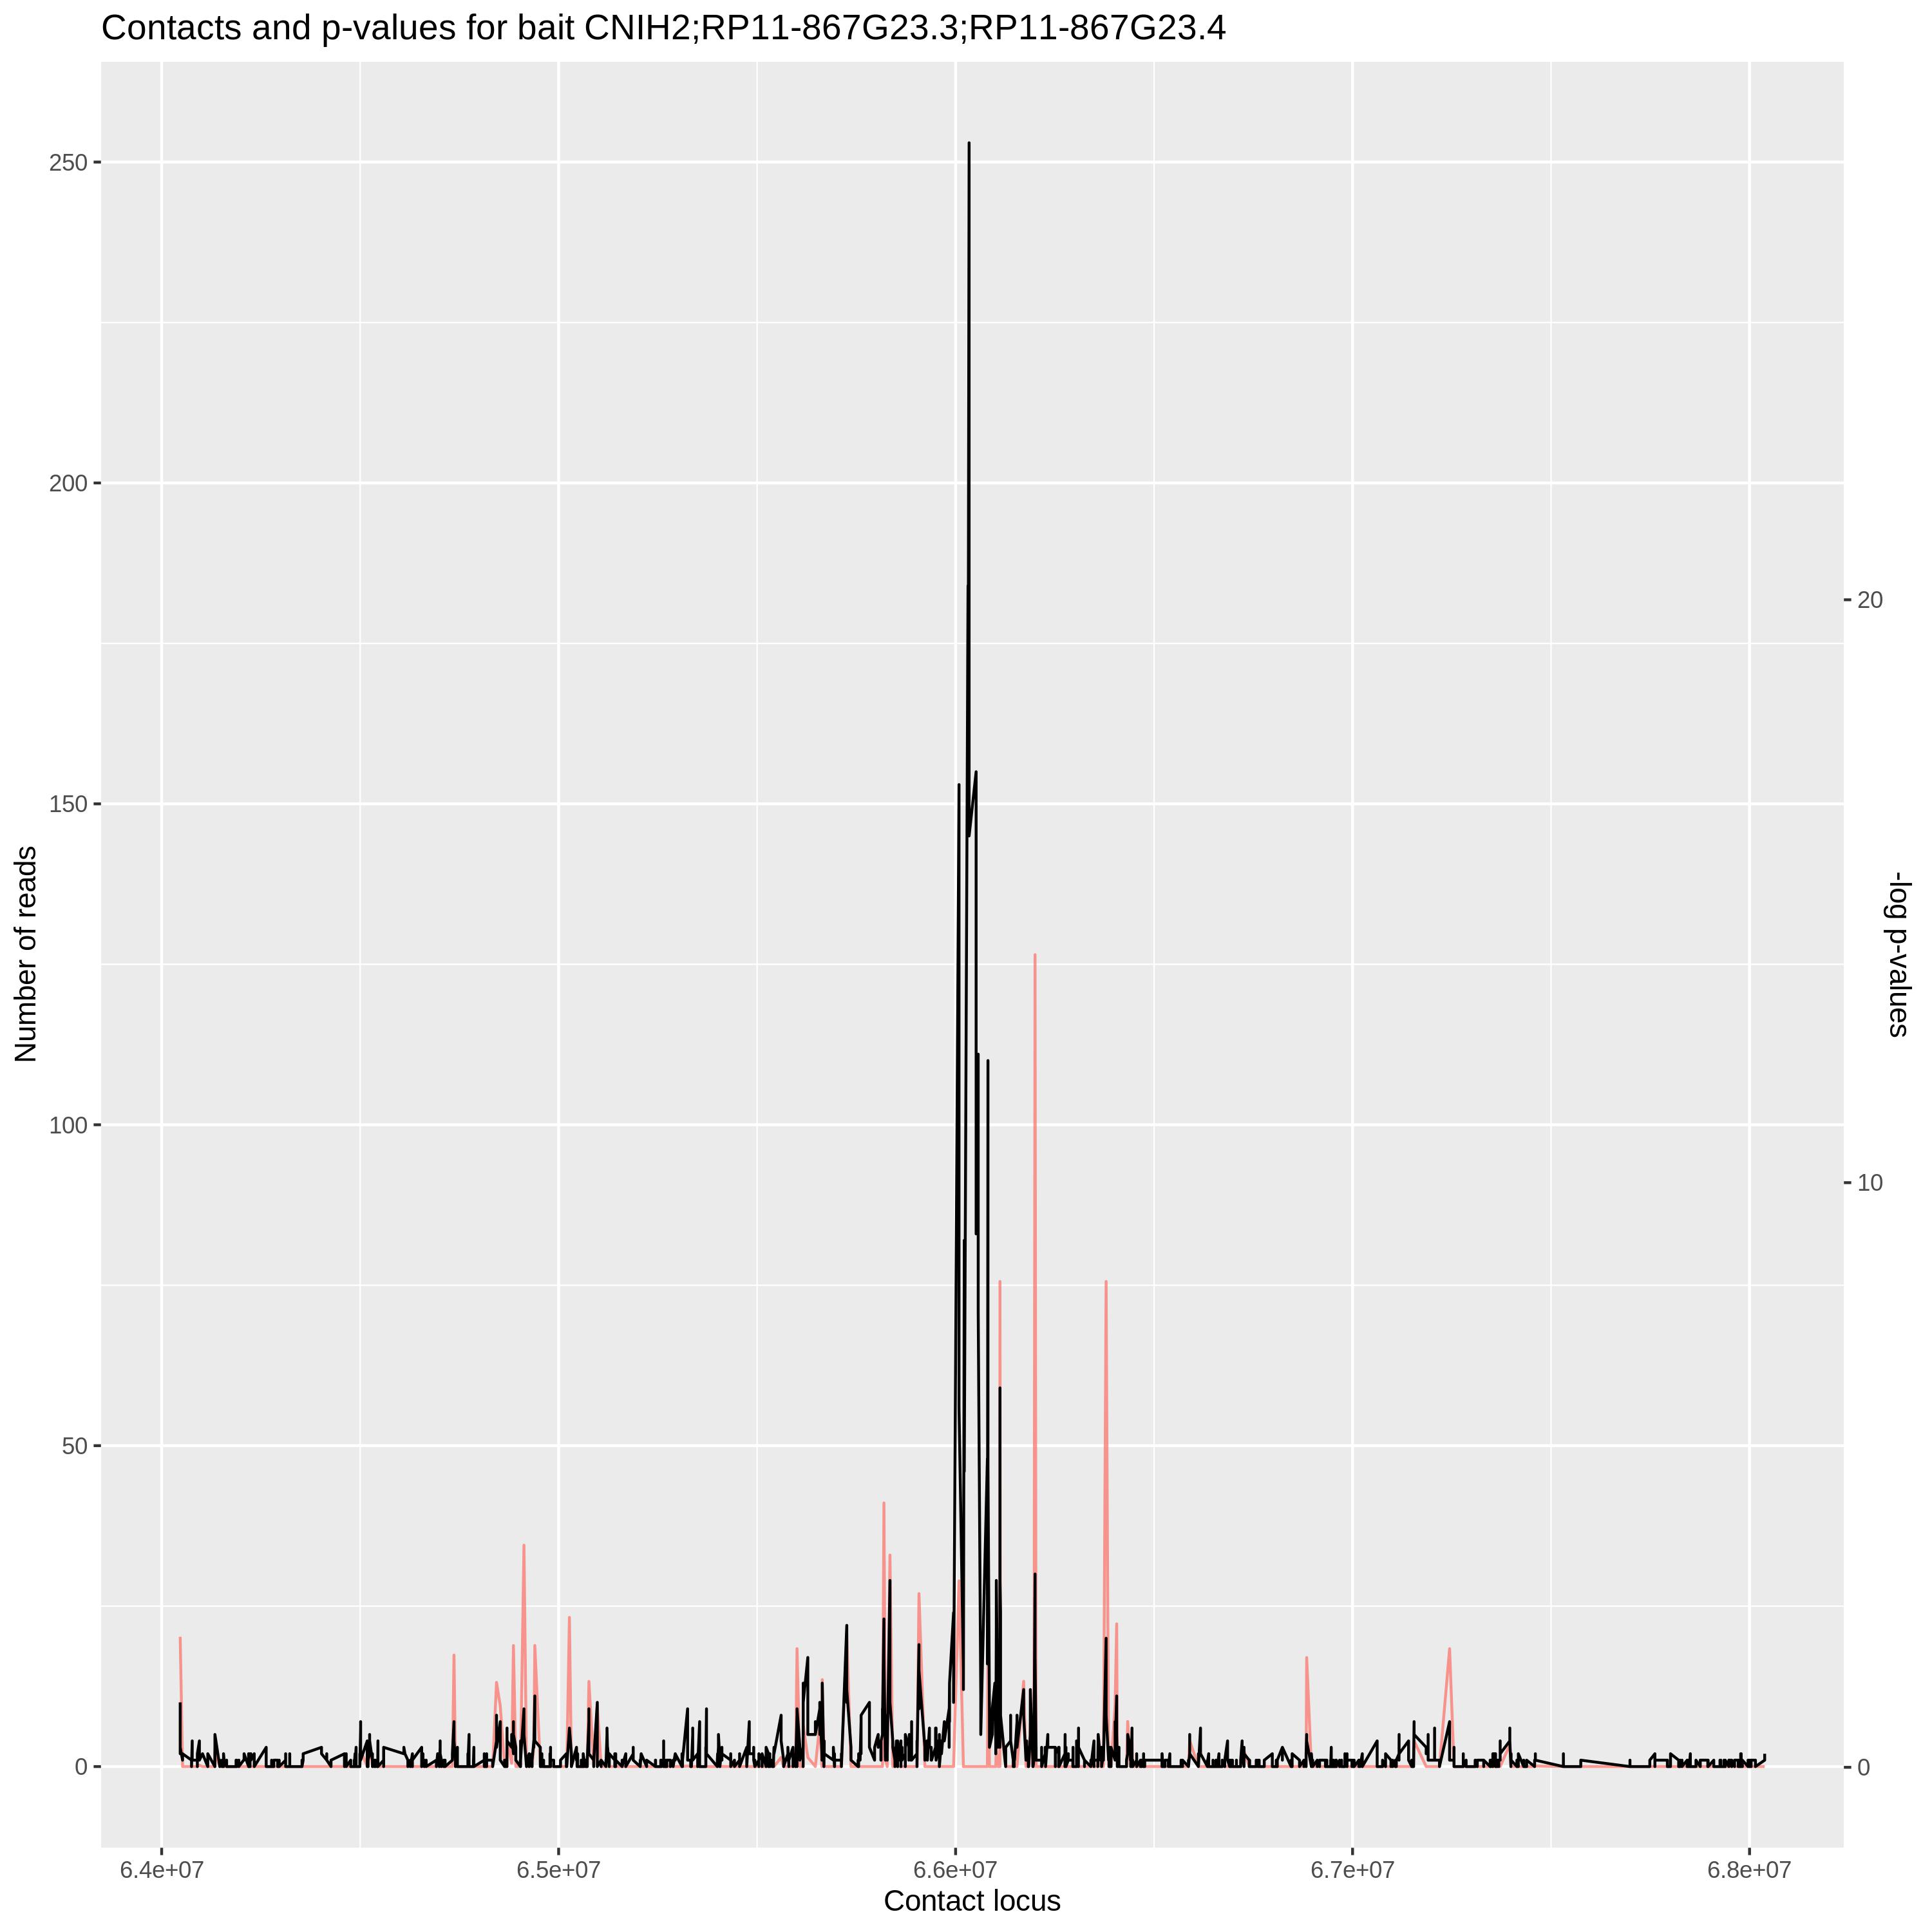 Contacts and p-values for bait CNIH2;RP11-867G23.3;RP11-867G23.4
250
200
150
100
50
0
Number of reads
20
10
0
-log p-values
6.4e+07
6.5e+07
6.6e+07
6.7e+07
6.8e+07
Contact locus